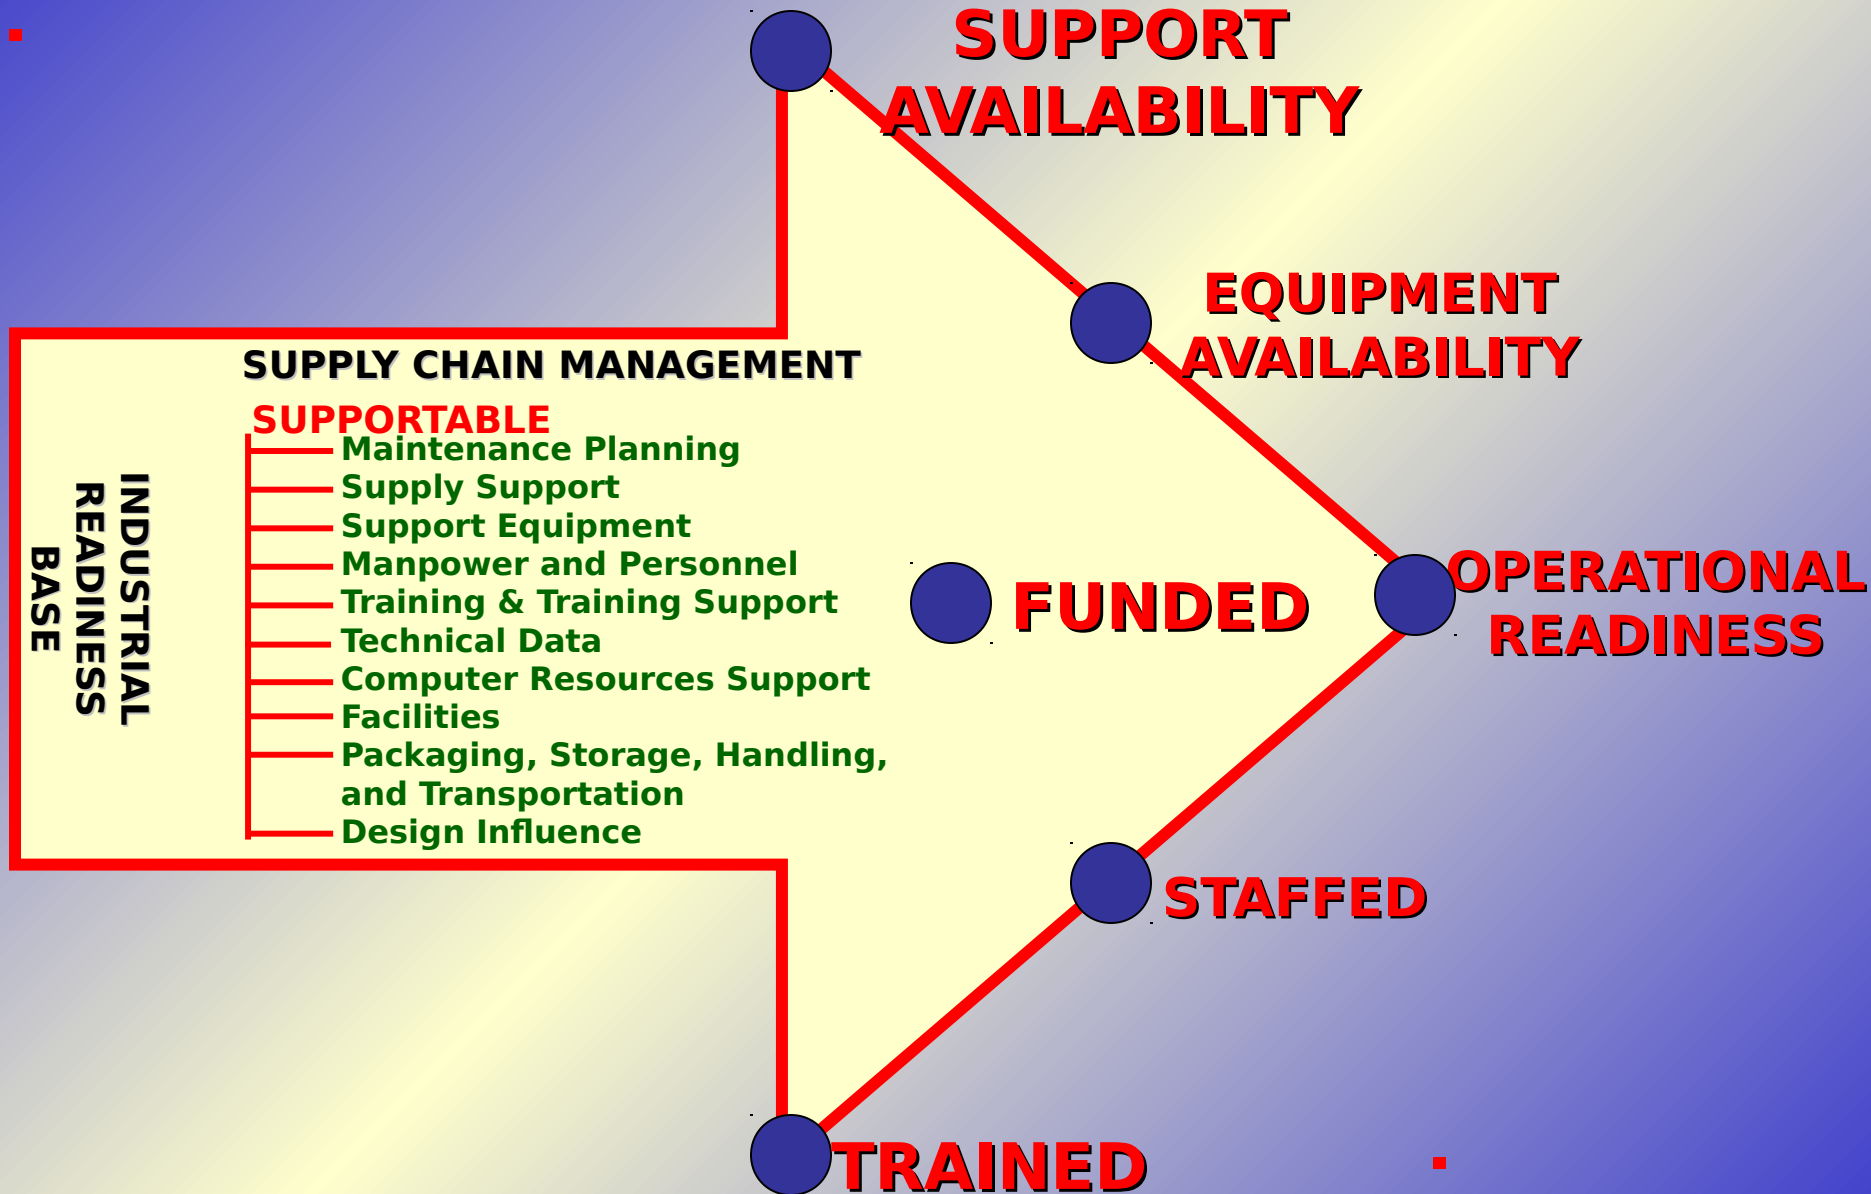 SUPPORT
AVAILABILITY
EQUIPMENT
AVAILABILITY
SUPPLY CHAIN MANAGEMENT
SUPPORTABLE
Maintenance Planning
Supply Support
Support Equipment
Manpower and Personnel
Training & Training Support
Technical Data
Computer Resources Support
Facilities
Packaging, Storage, Handling,
and Transportation
Design Influence
INDUSTRIAL
READINESS
BASE
FUNDED
OPERATIONAL
READINESS
STAFFED
TRAINED